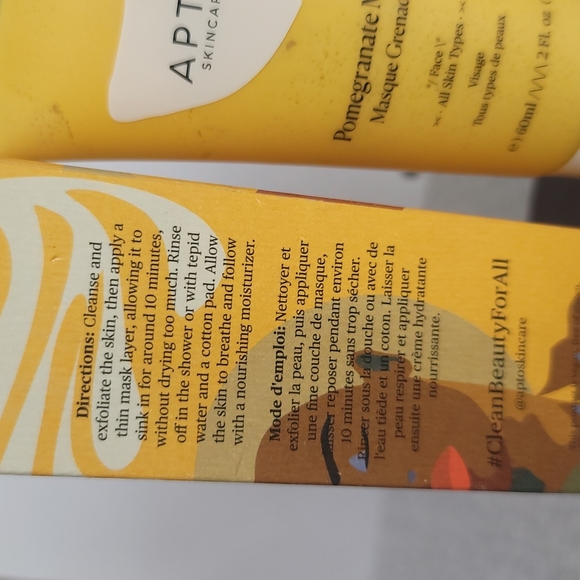 APT
SKINCAR
Pomegranate M
Masque Grenac
Face
All Skin Types
Visage
Tous types de peaux
60ml 2 Fl. oz
Directions: Cleanse and
exfoliate the skin, then apply a
thin mask layer, allowing it to
sink in for around 10 minutes,
without drying too much. Rinse
off in the shower or with tepid
water and a cotton pad. Allow
the skin to breathe and follow
with a nourishing moisturizer.
Mode d'emploi: Nettoyer et
exfolier la peau, puis appliquer
une fine couche de masque,
laisser reposer pendant environ
10 minutes sans trop sécher.
Rincer sous la douche ou avec de
l'eau tiède et un coton. Laisser la
peau respirer et appliquer
ensuite une crème hydratante
nourrissante.
#CleanBeautyForAll
@aptoskincare